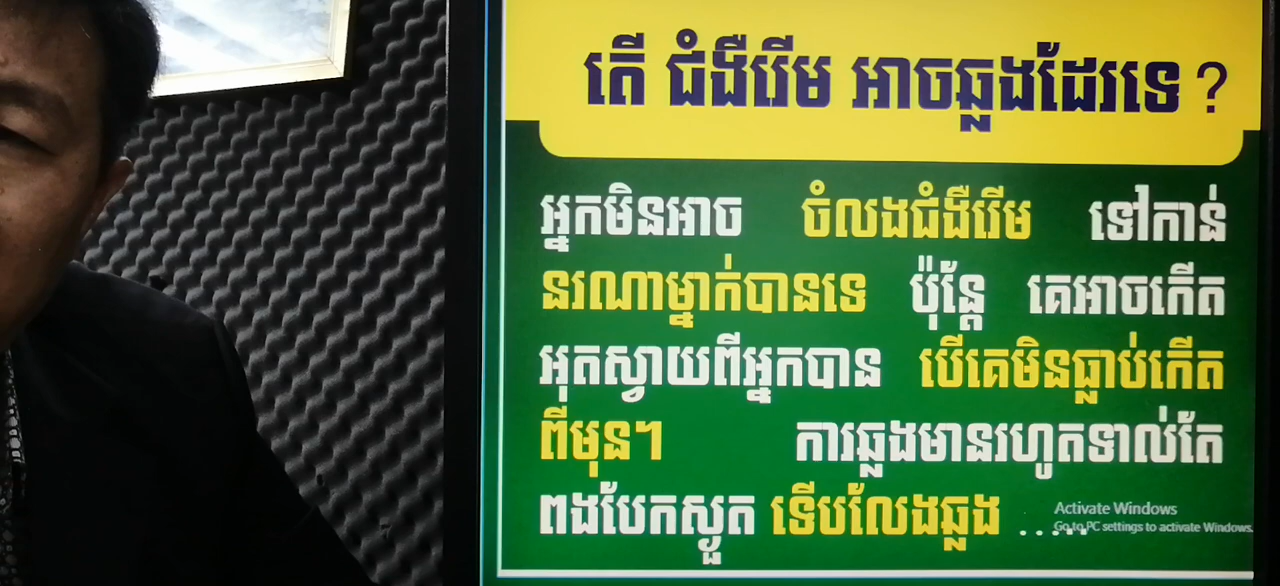 តើ ជំងឺរើម អាចឆ្លងដែរទេ ?
អ្នកមិនអាច ចំលងជំងឺរើម ទៅកាន់
នរណាម្នាក់បានទេ ប៉ុន្តែ គេអាចកើត
អុតស្វាយពីអ្នកបាន បើគេមិនធ្លាប់កើត
ពីមុន។ ការឆ្លងមានរហូតទាល់តែ
ពងបែកស្ងួត ទើបលែងឆ្លង ......
Activate Windows
Go to PC settings to activate Windows.